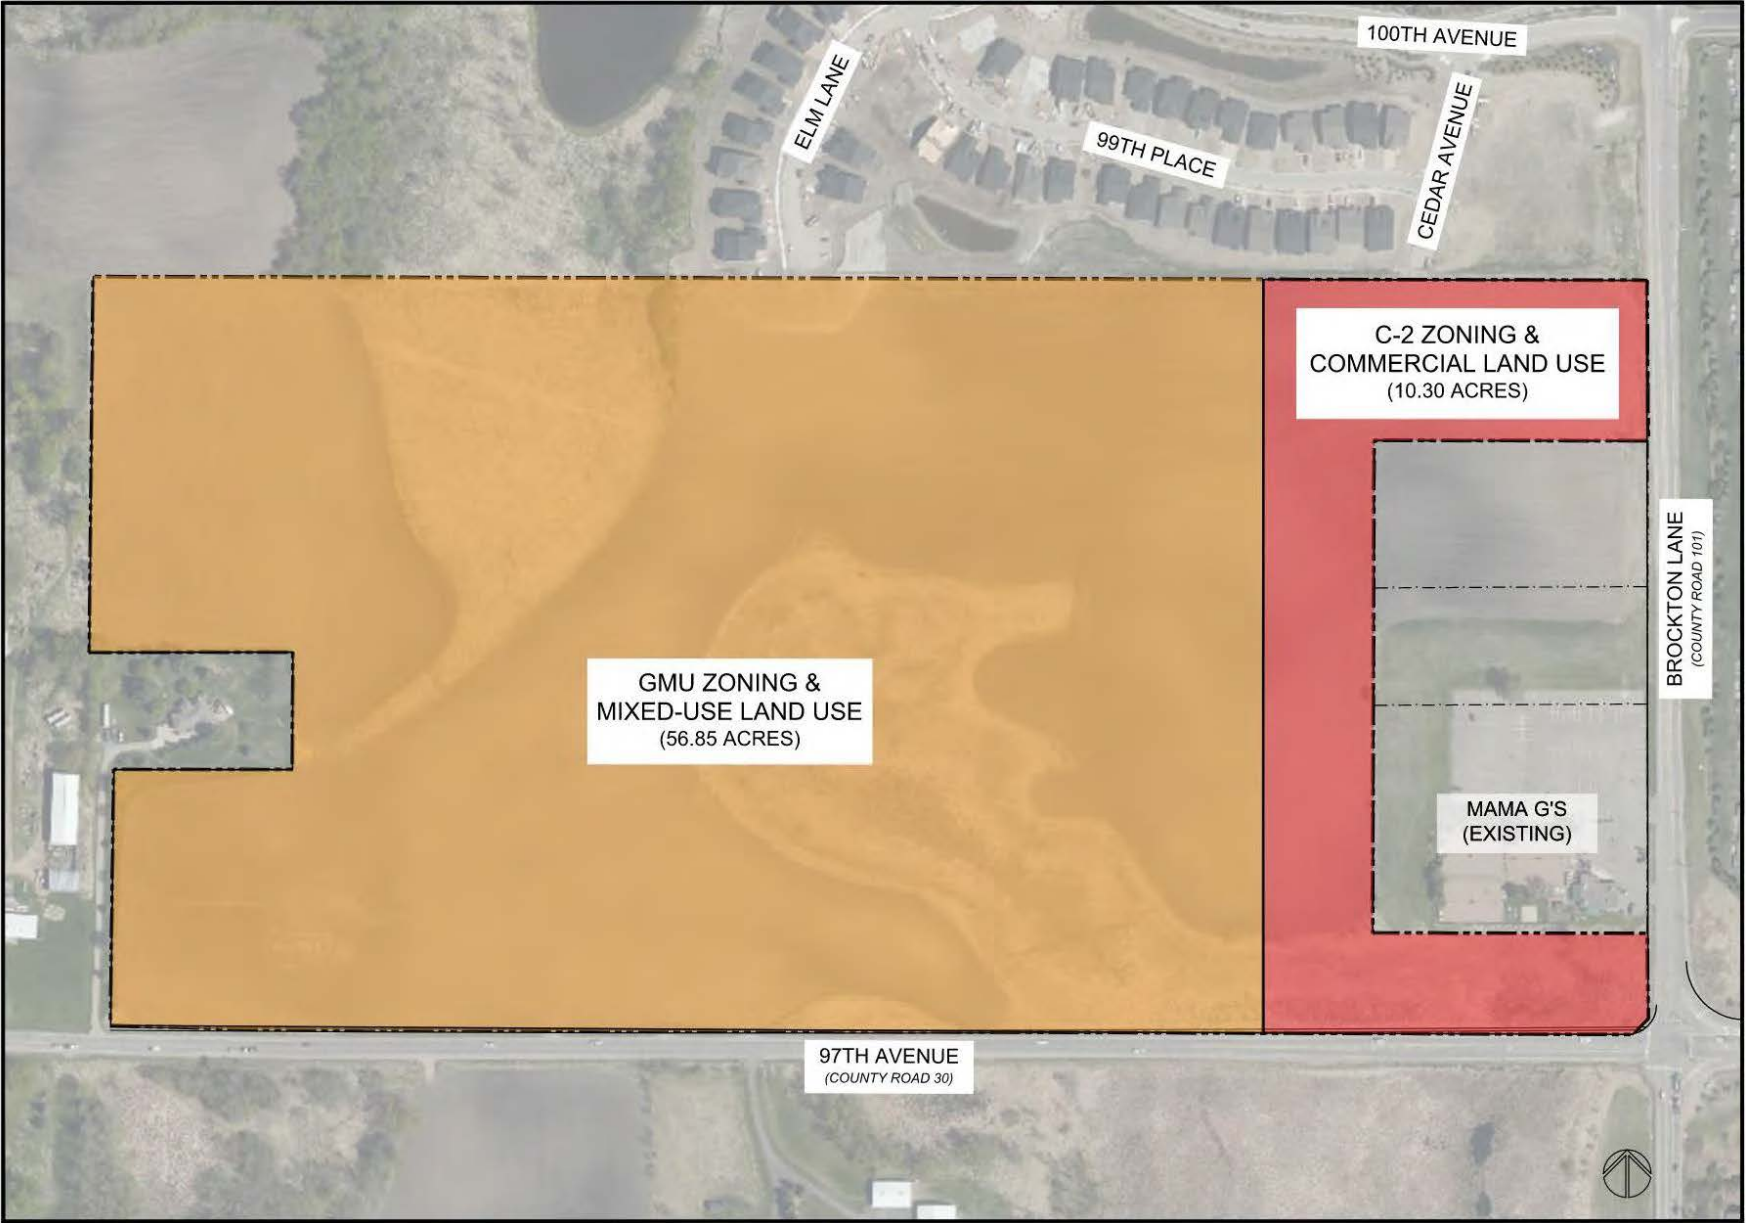 100TH AVENUE
ELM LANE
99TH PLACE
CEDAR AVENUE
C-2 ZONING &
COMMERCIAL LAND USE
(10.30 ACRES)
BROCKTON LANE
(COUNTY ROAD 101)
GMU ZONING &
MIXED-USE LAND USE
(56.85 ACRES)
MAMA G'S
(EXISTING)
97TH AVENUE
(COUNTY ROAD 30)